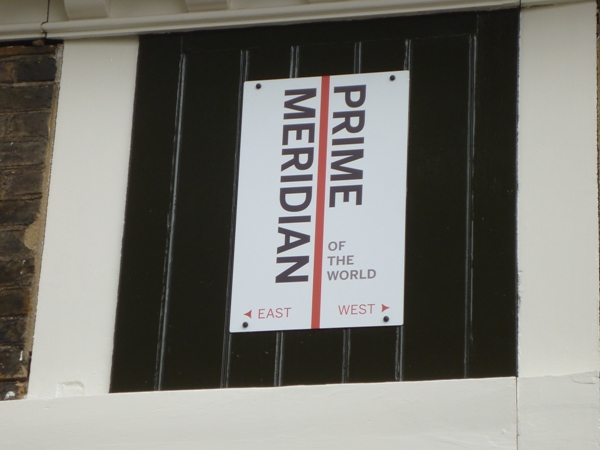 PRIME
MERIDIAN
OF
THE
WORLD
EAST WEST